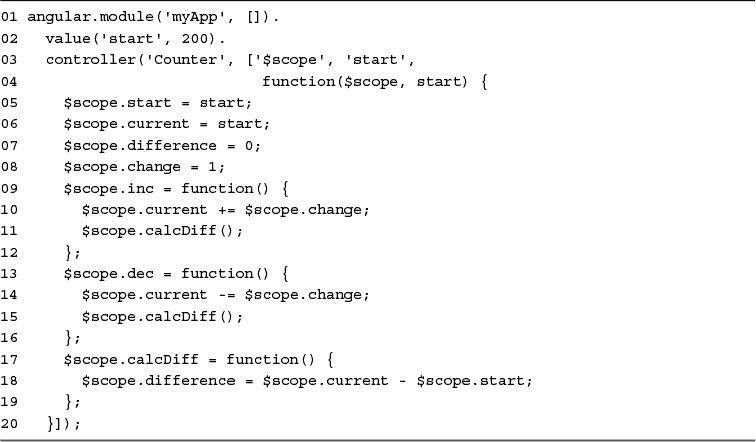 01 angular.module('myApp', []).
02   value('start', 200).
03   controller('Counter', ['$scope', 'start',
04                           function($scope, start) {
05     $scope.start = start;
06     $scope.current = start;
07     $scope.difference = 0;
08     $scope.change = 1;
09     $scope.inc = function() {
10       $scope.current += $scope.change;
11       $scope.calcDiff();
12     };
13     $scope.dec = function() {
14       $scope.current -= $scope.change;
15       $scope.calcDiff();
16     };
17     $scope.calcDiff = function() {
18       $scope.difference = $scope.current - $scope.start;
19     };
20   }]);